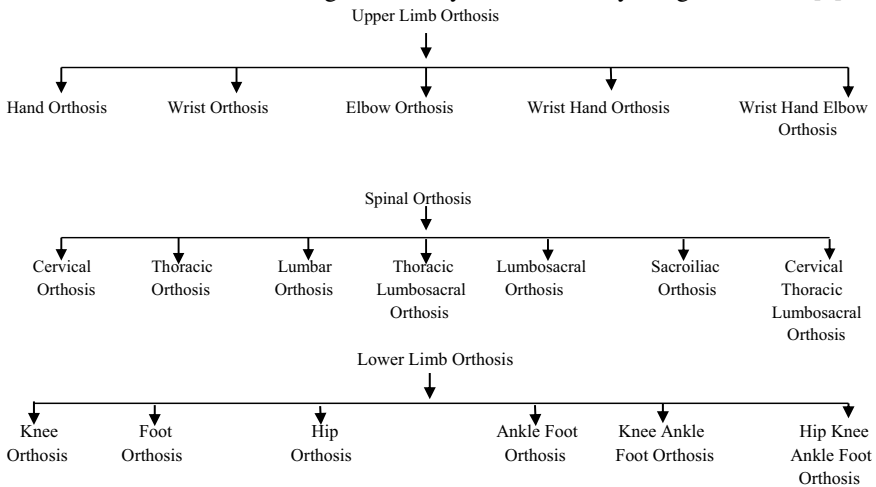 Upper Limb Orthosis
Hand Orthosis Wrist Orthosis Elbow Orthosis Wrist Hand Orthosis Wrist Hand Elbow
Orthosis
Spinal Orthosis
Cervical Thoracic Lumbar Thoracic Lumbosacral Sacroiliac Cervical
Orthosis Orthosis Orthosis Lumbosacral Orthosis Orthosis Thoracic
Orthosis Lumbosacral
Orthosis
Lower Limb Orthosis
Knee Foot Hip Ankle Foot Knee Ankle Hip Knee
Orthosis Orthosis Orthosis Orthosis Foot Orthosis Ankle Foot
Orthosis